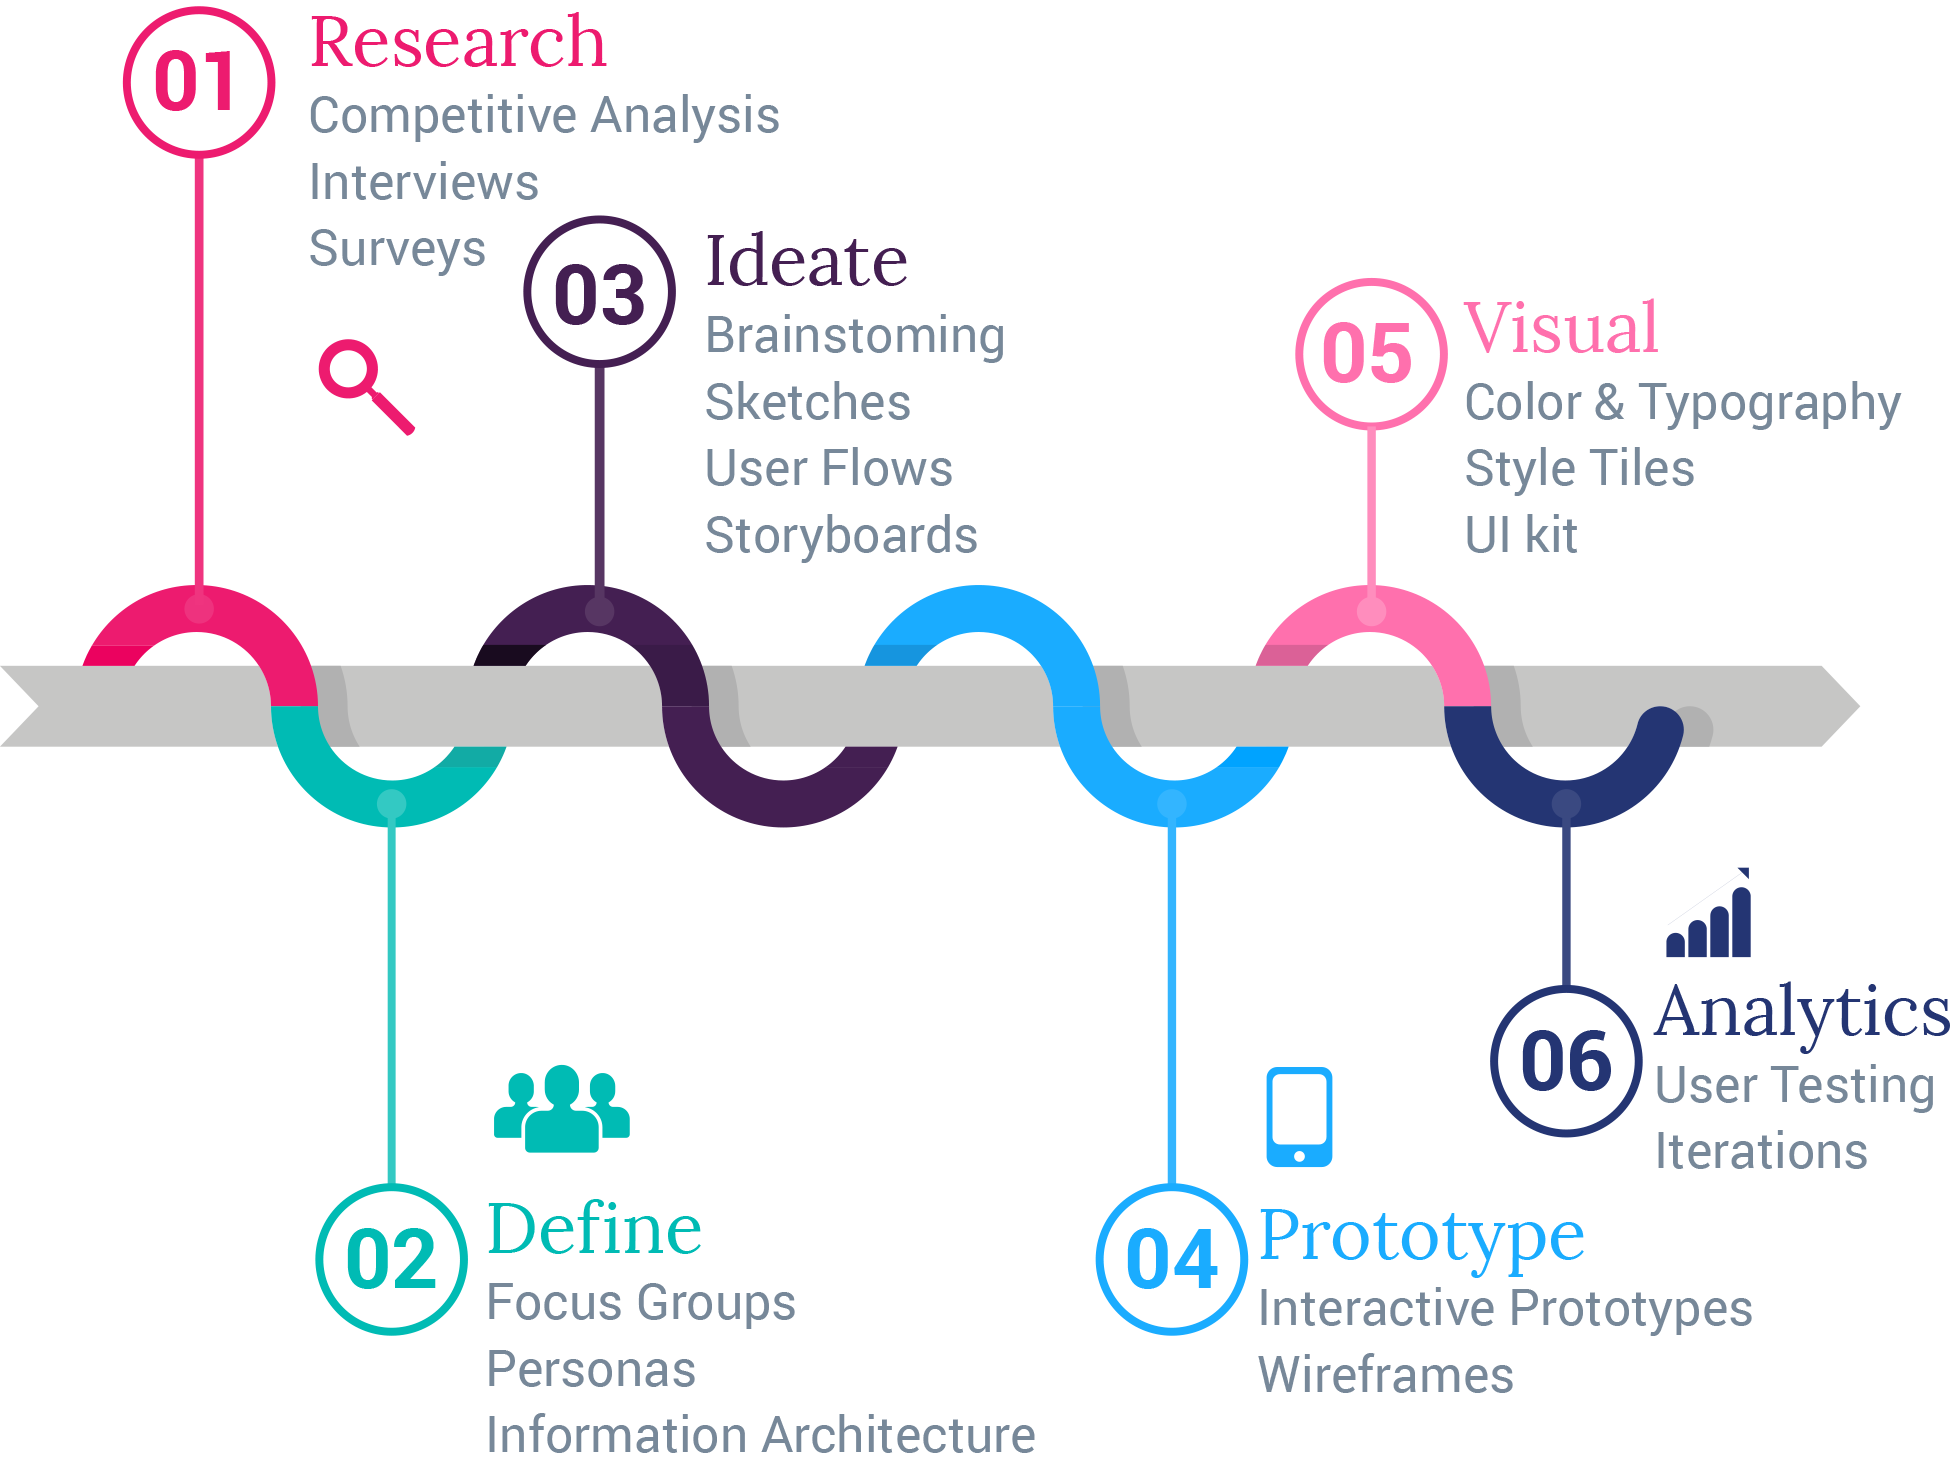 01
Research
Competitive Analysis
Interviews
Surveys
02
Define
Focus Groups
Personas
Information Architecture
03
Ideate
Brainstoming
Sketches
User Flows
Storyboards
04
Prototype
Interactive Prototypes
Wireframes
05
Visual
Color & Typography
Style Tiles
UI kit
06
Analytics
User Testing
Iterations